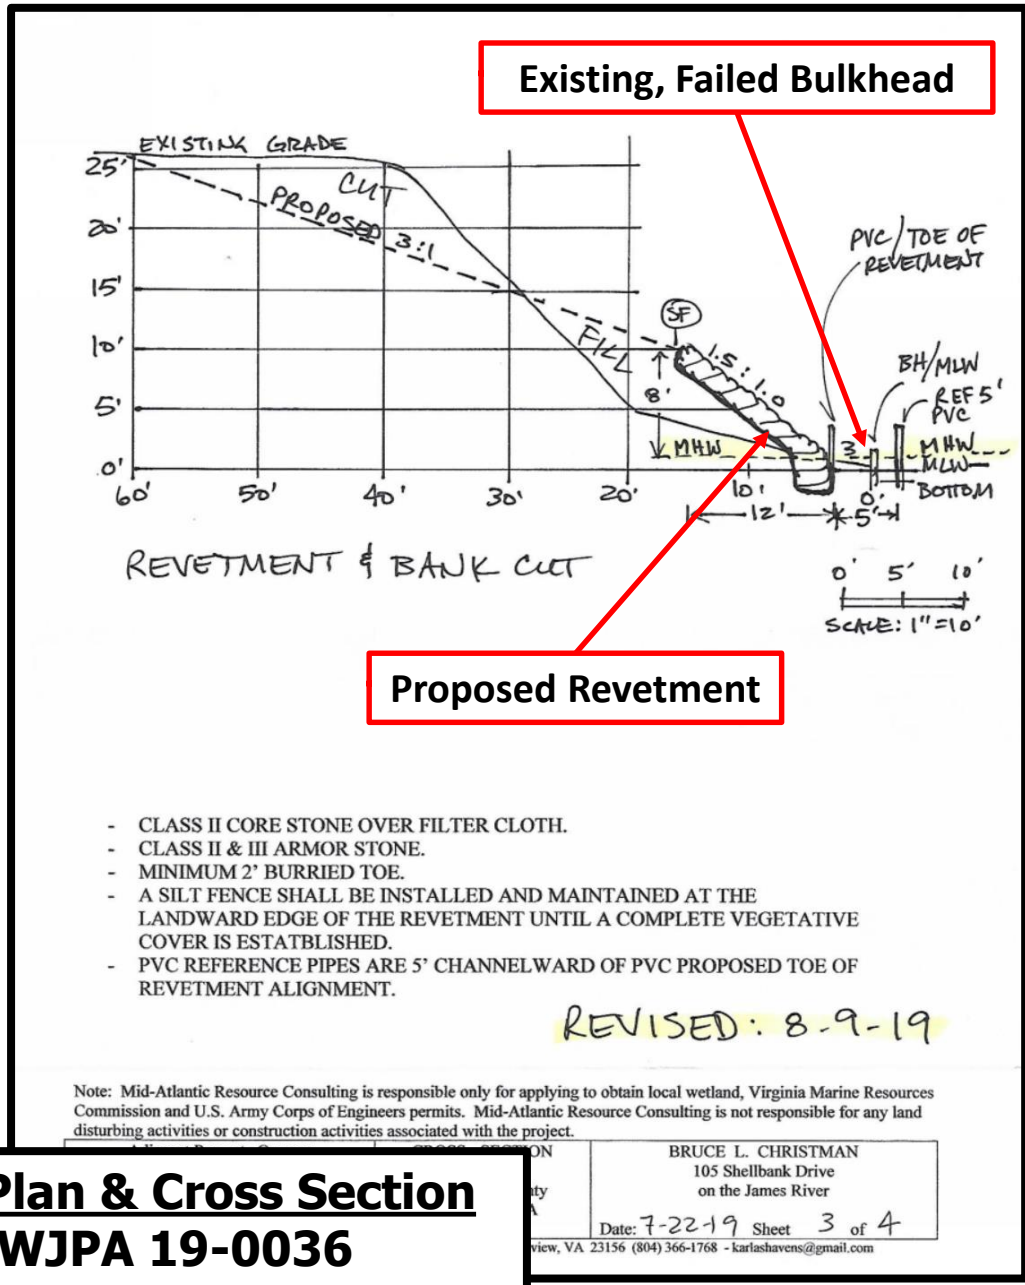 Existing, Failed Bulkhead
EXISTING GRADE
25'
CUT
PROPOSED 3:1
20'
PVC/TOE OF
REVETMENT
15'
SF
10'
FILL
1.5:1.0
8'
BH/MLW
REF 5'
PVC
5'
3
MHW
MHW
MLW
.0'
BOTTOM
60'
50'
40'
30'
20'
10'
0'
12'
5'
REVETMENT & BANK CUT
0' 5' 10'
SCALE: 1"=10'
Proposed Revetment
- CLASS II CORE STONE OVER FILTER CLOTH.
- CLASS II & III ARMOR STONE.
- MINIMUM 2' BURRIED TOE.
- A SILT FENCE SHALL BE INSTALLED AND MAINTAINED AT THE
LANDWARD EDGE OF THE REVETMENT UNTIL A COMPLETE VEGETATIVE
COVER IS ESTATBLISHED.
- PVC REFERENCE PIPES ARE 5' CHANNELWARD OF PVC PROPOSED TOE OF
REVETMENT ALIGNMENT.
REVISED: 8-9-19
Note: Mid-Atlantic Resource Consulting is responsible only for applying to obtain local wetland, Virginia Marine Resources
Commission and U.S. Army Corps of Engineers permits. Mid-Atlantic Resource Consulting is not responsible for any land
disturbing activities or construction activities associated with the project.
BRUCE L. CHRISTMAN
105 Shellbank Drive
on the James River
Date: 7-22-19 Sheet 3 of 4
view, VA 23156 (804) 366-1768 - karlashavens@gmail.com
Plan & Cross Section
WJPA 19-0036